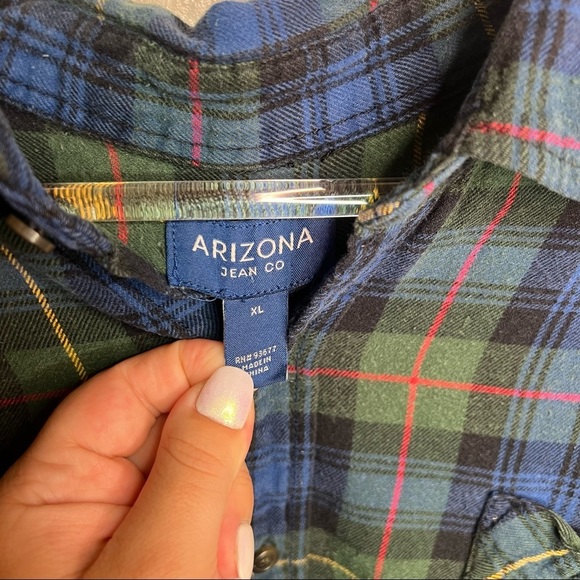 ARIZONA
JEAN CO
XL
RN# 93677
MADE IN
CHINA